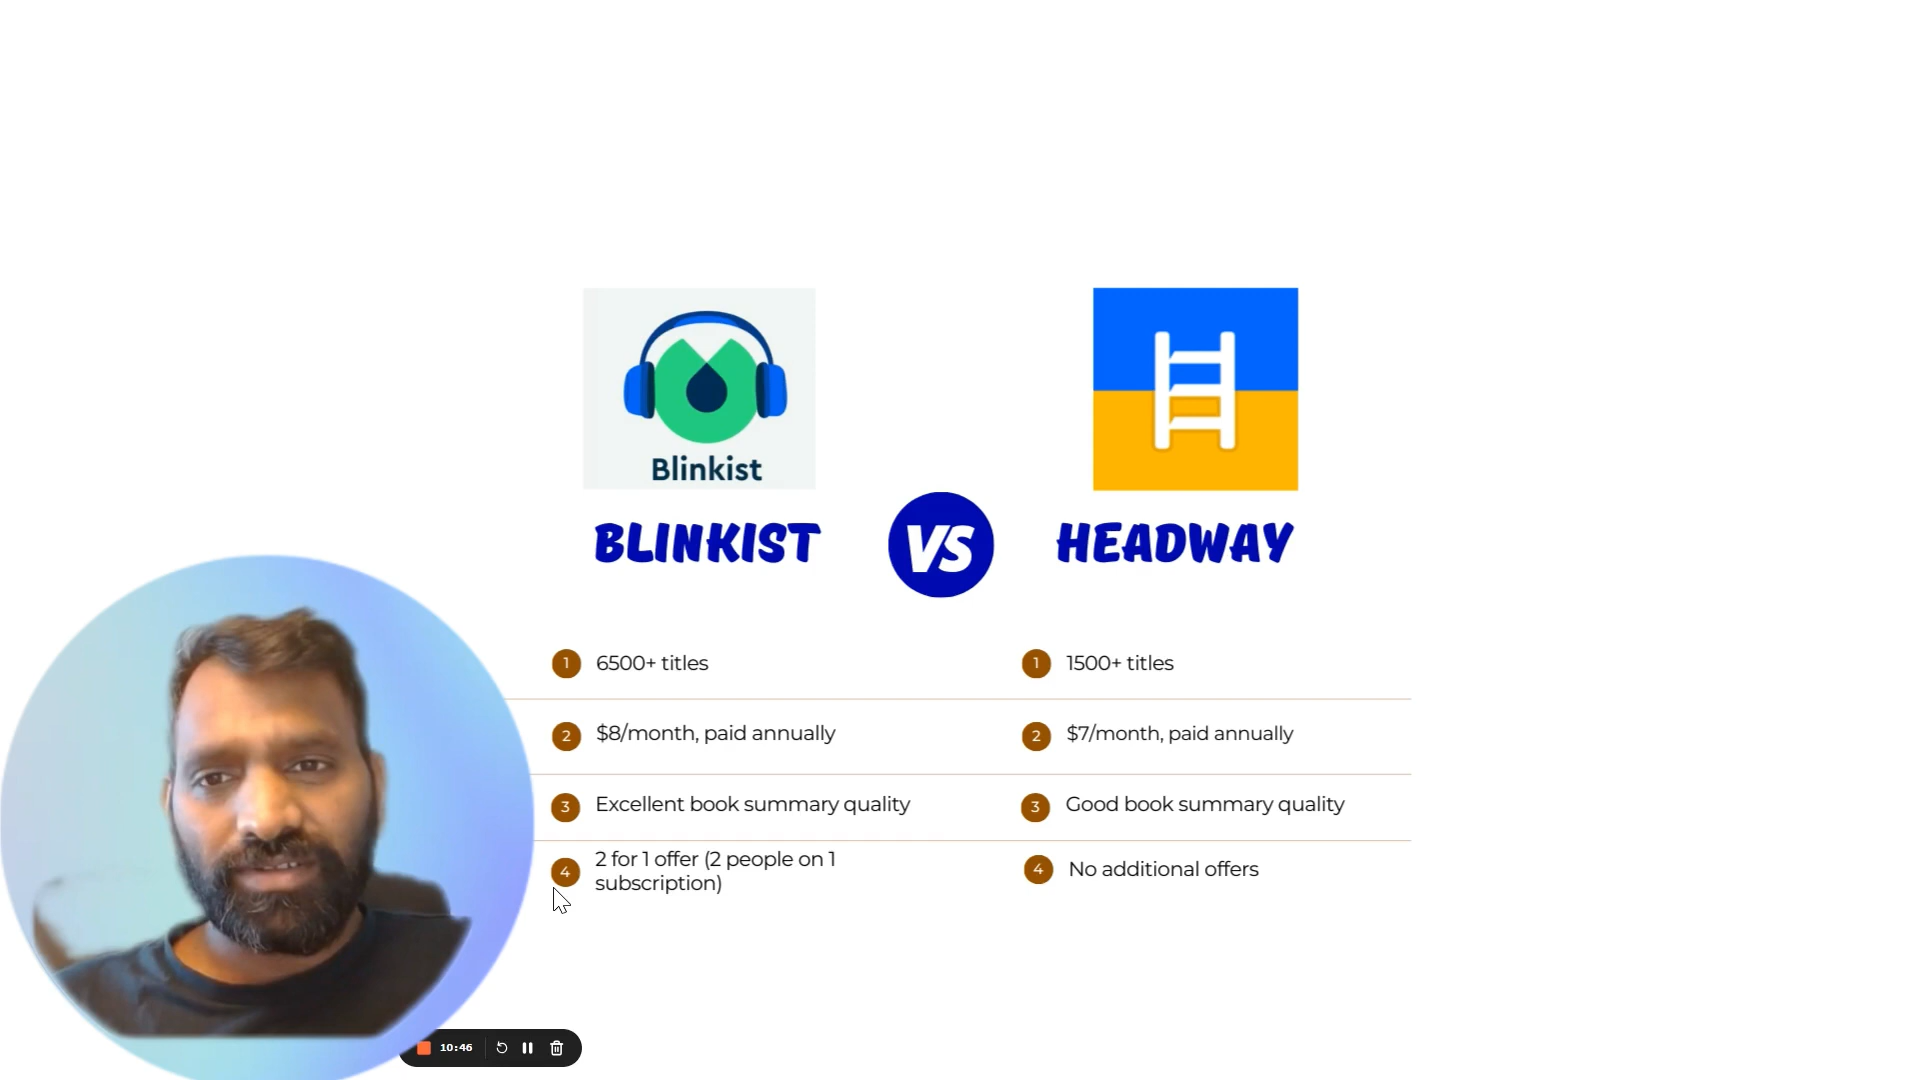 Blinkist
BLINKIST
VS
HEADWAY
1 6500+ titles
1 1500+ titles
2 $8/month, paid annually
2 $7/month, paid annually
3 Excellent book summary quality
3 Good book summary quality
4 2 for 1 offer (2 people on 1
subscription)
4 No additional offers
10:46